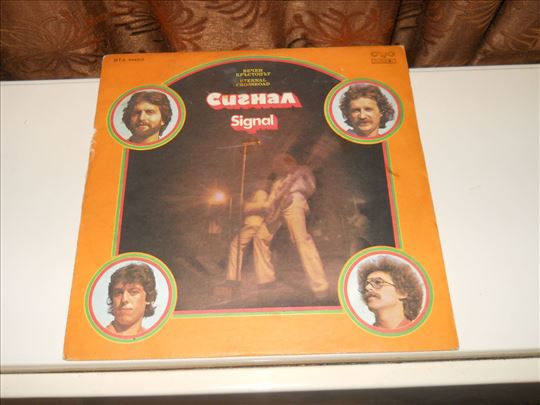 ВЕЧЕН
КРЪСТОПЪТ
ETERNAL
CROSSROAD
Сигнал
Signal